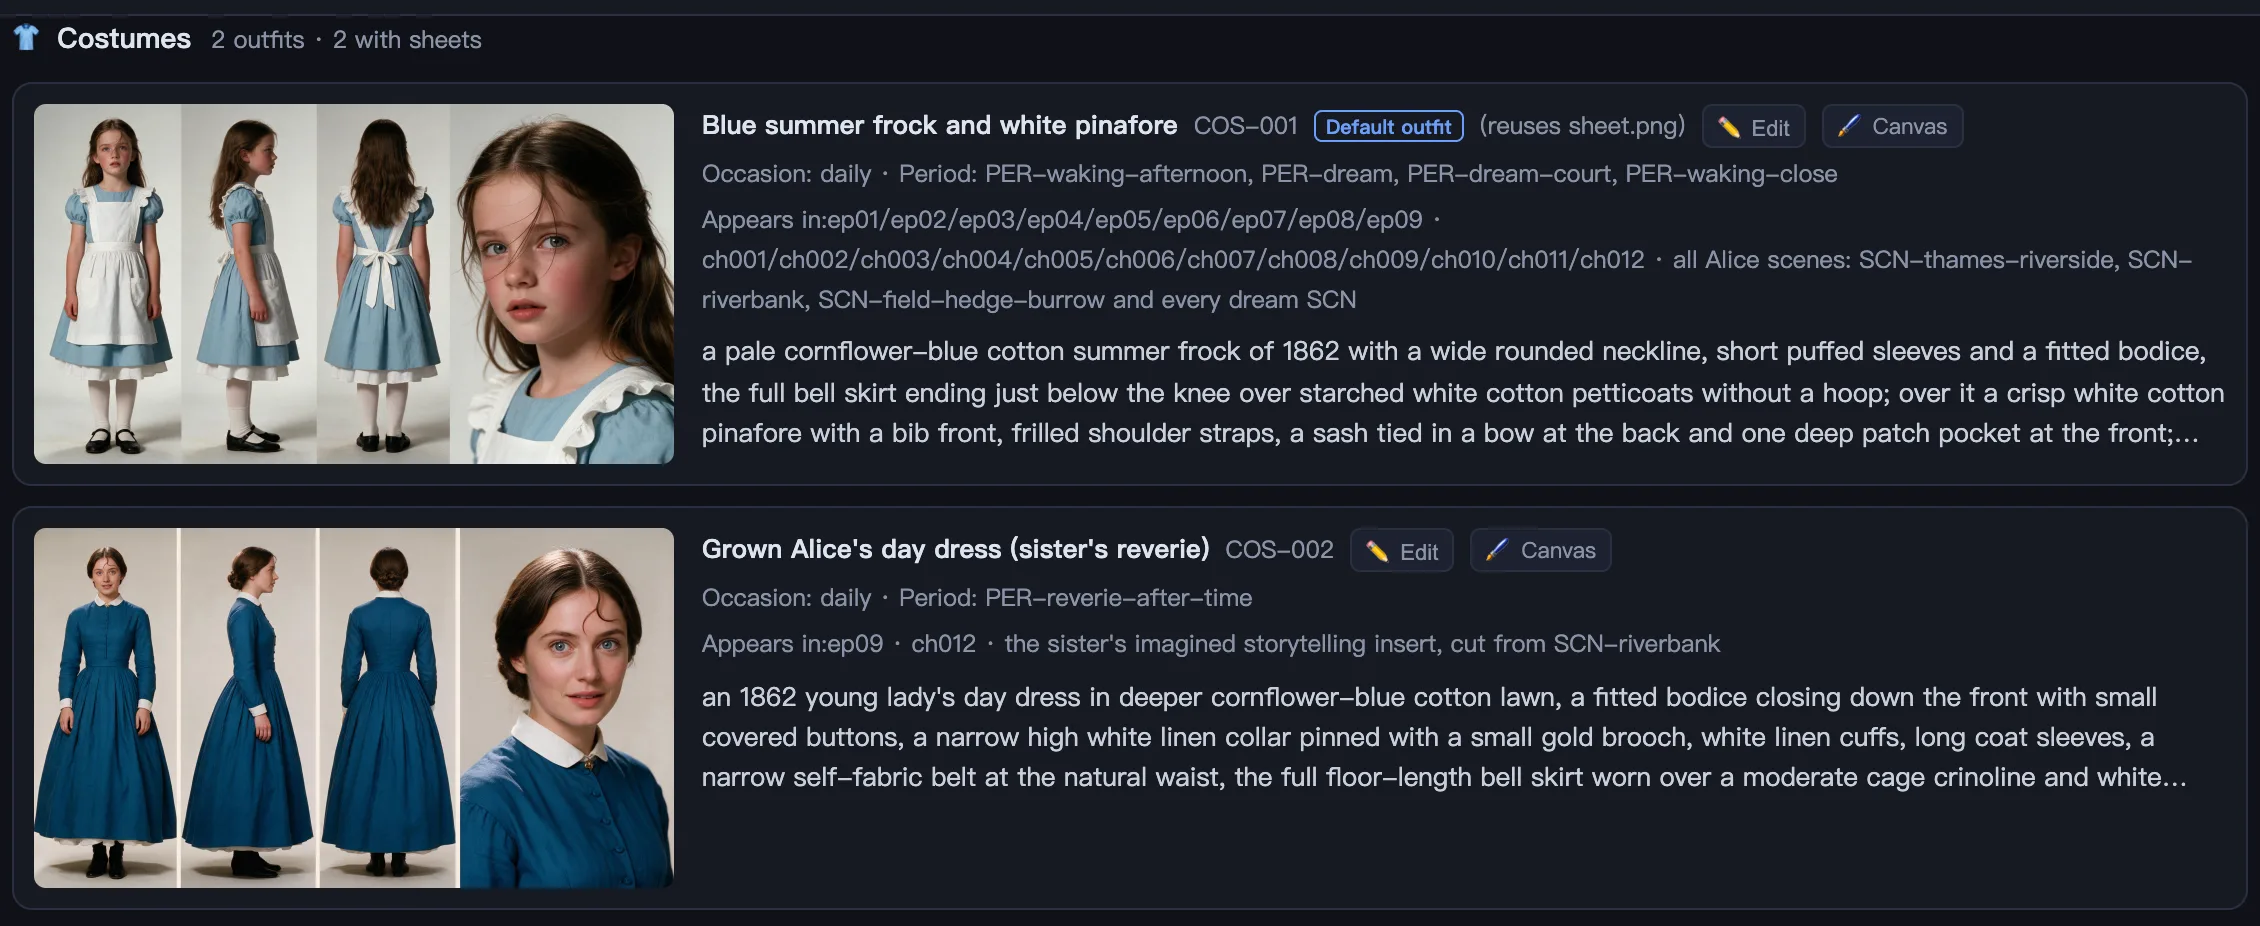 Costumes 2 outfits · 2 with sheets
Blue summer frock and white pinafore COS-001 Default outfit (reuses sheet.png) Edit Canvas
Occasion: daily · Period: PER-waking-afternoon, PER-dream, PER-dream-court, PER-waking-close
Appears in:ep01/ep02/ep03/ep04/ep05/ep06/ep07/ep08/ep09 ·
ch001/ch002/ch003/ch004/ch005/ch006/ch007/ch008/ch009/ch010/ch011/ch012 · all Alice scenes: SCN-thames-riverside, SCN-
riverbank, SCN-field-hedge-burrow and every dream SCN
a pale cornflower-blue cotton summer frock of 1862 with a wide rounded neckline, short puffed sleeves and a fitted bodice,
the full bell skirt ending just below the knee over starched white cotton petticoats without a hoop; over it a crisp white cotton
pinafore with a bib front, frilled shoulder straps, a sash tied in a bow at the back and one deep patch pocket at the front;...
Grown Alice's day dress (sister's reverie) COS-002 Edit Canvas
Occasion: daily · Period: PER-reverie-after-time
Appears in:ep09 · ch012 · the sister's imagined storytelling insert, cut from SCN-riverbank
an 1862 young lady's day dress in deeper cornflower-blue cotton lawn, a fitted bodice closing down the front with small
covered buttons, a narrow high white linen collar pinned with a small gold brooch, white linen cuffs, long coat sleeves, a
narrow self-fabric belt at the natural waist, the full floor-length bell skirt worn over a moderate cage crinoline and white...